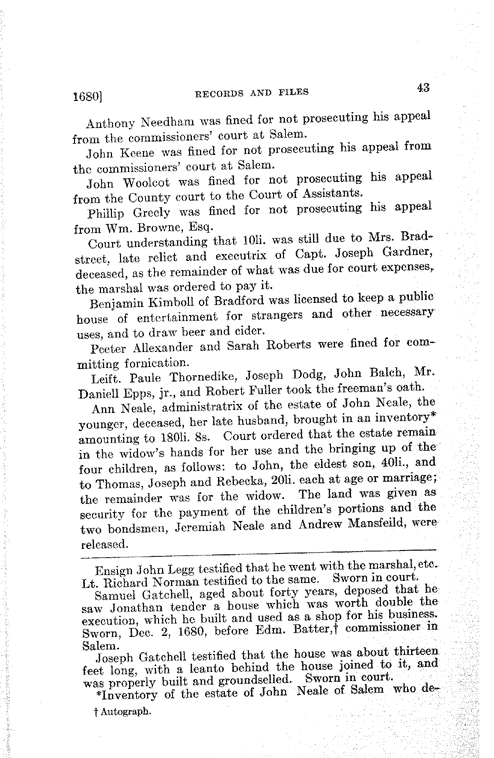 1680] RECORDS AND FILES 43
Anthony Needham was fined for not prosecuting his appeal
from the commissioners' court at Salem.
John Keene was fined for not prosecuting his appeal from
the commissioners' court at Salem.
John Woolcot was fined for not prosecuting his appeal
from the County court to the Court of Assistants.
Phillip Greely was fined for not prosecuting his appeal
from Wm. Browne, Esq.
Court understanding that 10li. was still due to Mrs. Brad-
street, late relict and executrix of Capt. Joseph Gardner,
deceased, as the remainder of what was due for court expenses,
the marshal was ordered to pay it.
Benjamin Kimboll of Bradford was licensed to keep a public
house of entertainment for strangers and other necessary
uses, and to draw beer and cider.
Peeter Allexander and Sarah Roberts were fined for com-
mitting fornication.
Leift. Paule Thornedike, Joseph Dodg, John Balch, Mr.
Daniell Epps, jr., and Robert Fuller took the freeman's oath.
Ann Neale, administratrix of the estate of John Neale, the
younger, deceased, her late husband, brought in an inventory*
amounting to 180li. 8s. Court ordered that the estate remain
in the widow's hands for her use and the bringing up of the
four children, as follows: to John, the eldest son, 40li., and
to Thomas, Joseph and Rebecka, 20li. each at age or marriage;
the remainder was for the widow. The land was given as
security for the payment of the children's portions and the
two bondsmen, Jeremiah Neale and Andrew Mansfeild, were
released.
Ensign John Legg testified that he went with the marshal, etc.
Lt. Richard Norman testified to the same. Sworn in court.
Samuel Gatchell, aged about forty years, deposed that he
saw Jonathan tender a house which was worth double the
execution, which he built and used as a shop for his business.
Sworn, Dec. 2, 1680, before Edm. Batter,† commissioner in
Salem.
Joseph Gatchell testified that the house was about thirteen
feet long, with a leanto behind the house joined to it, and
was properly built and groundselled. Sworn in court.
*Inventory of the estate of John Neale of Salem who de-
† Autograph.